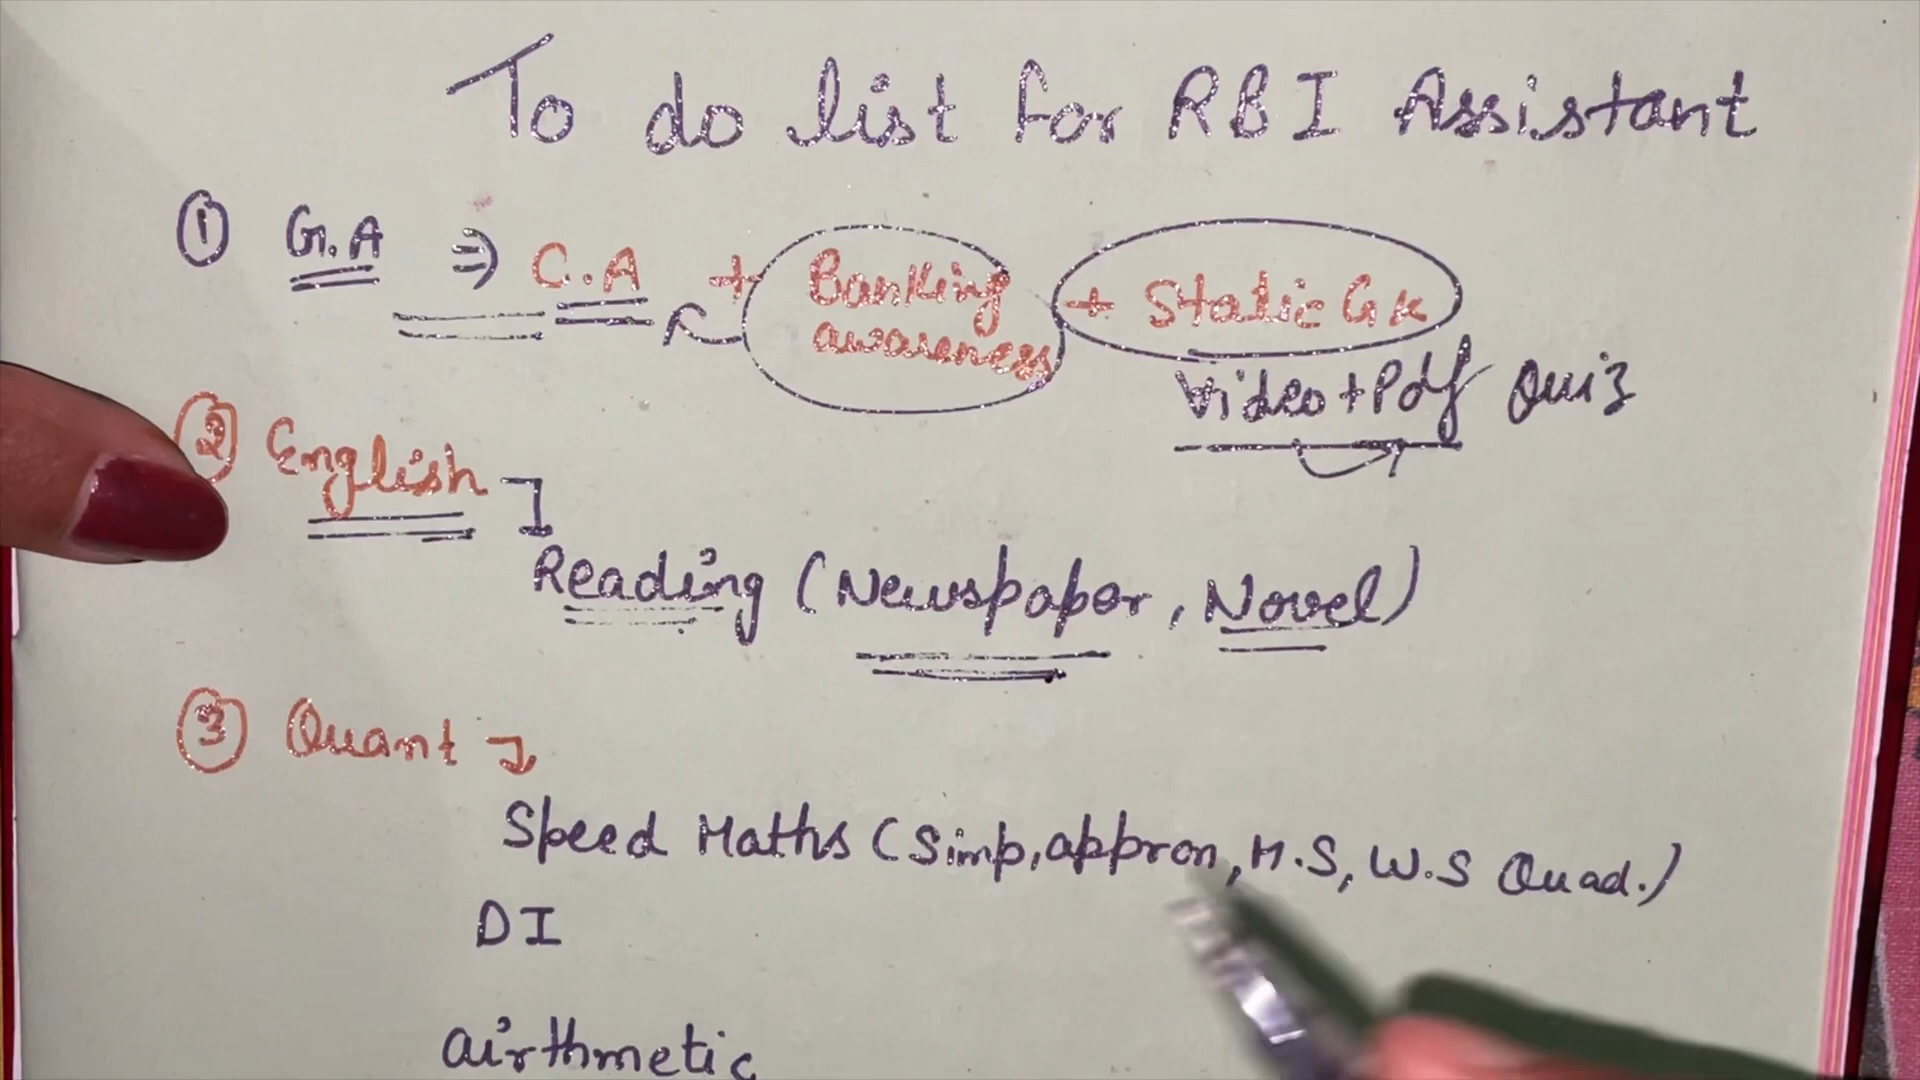 To do list for RBI Assistant
① G.A ⇒ C.A + Banking awareness + Static Gk
Video+Pdf Quiz
② English
Reading (Newspaper, Novel)
③ Quant
Speed Maths (Simp, approx, M.S, W.S Quad.)
DI
airthmetic